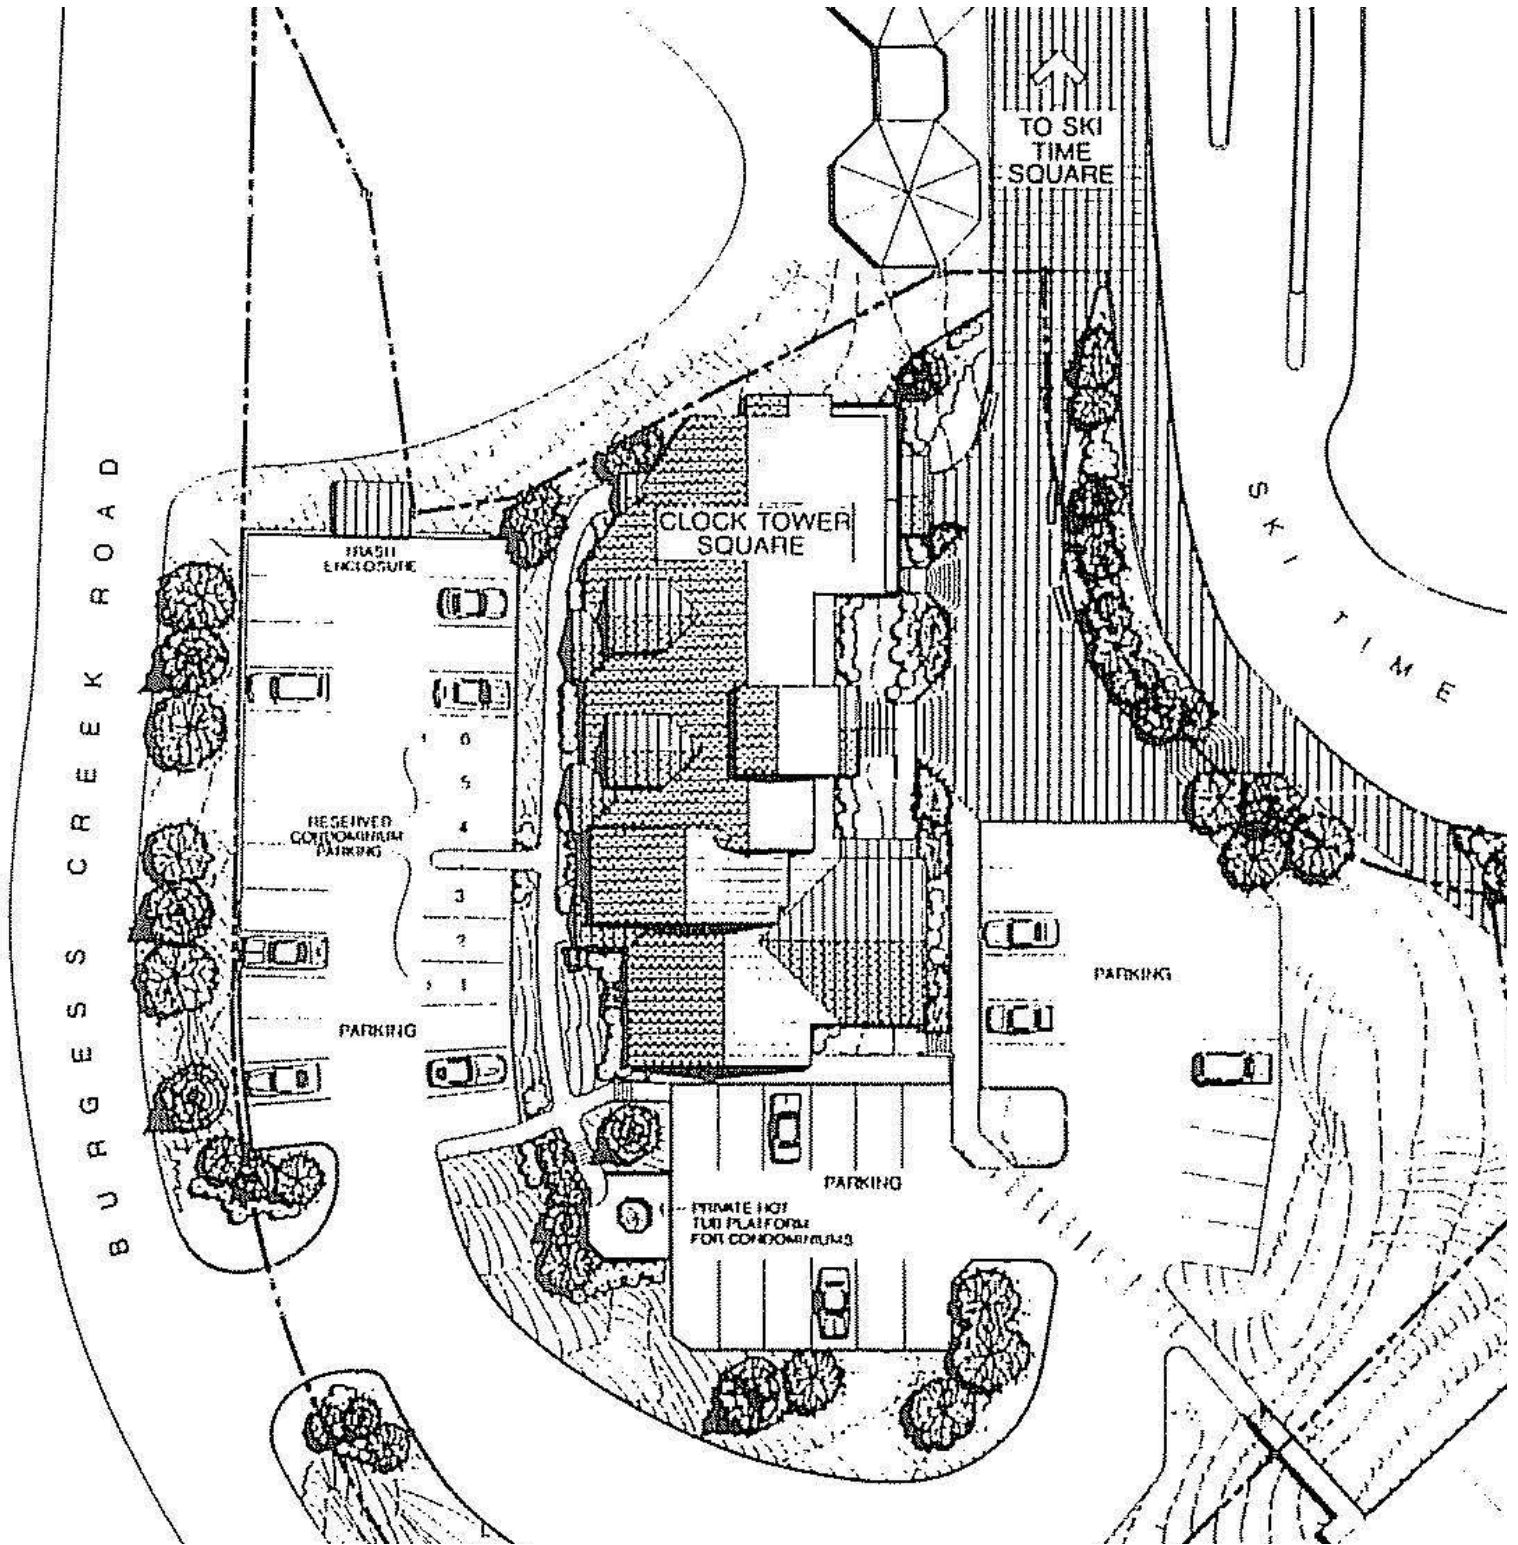 TO SKI
TIME
SQUARE
CLOCK TOWER
SQUARE
TRASH
ENCLOSURE
BURGESS CREEK ROAD
SKI TIME
6
5
4
3
2
1
RESERVED
CONDOMINIUM
PARKING
PARKING
PARKING
PARKING
PRIVATE HOT
TUB PLATFORM
FOR CONDOMINIUMS